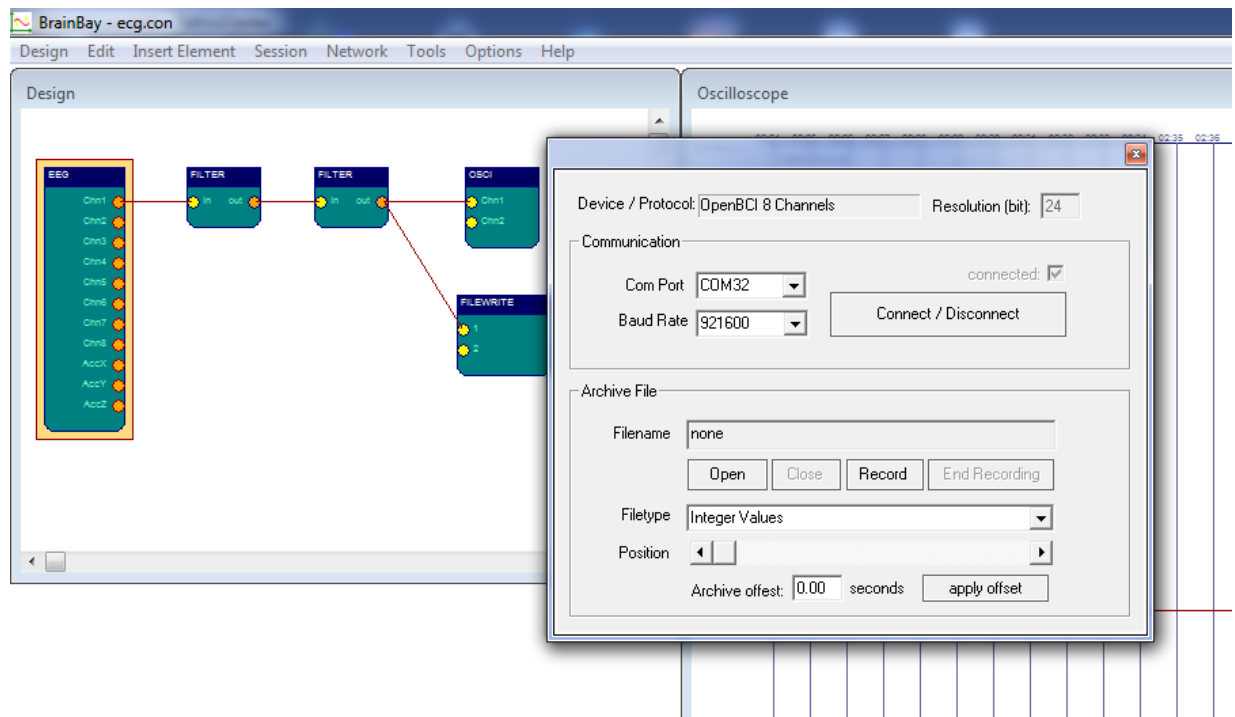 BrainBay - ecg.con
Design Edit Insert Element Session Network Tools Options Help
Design
EEG
Chn1
Chn2
Chn3
Chn4
Chn5
Chn6
Chn7
Chn8
AccX
AccY
AccZ
FILTER
In out
FILTER
In out
OSCI
Chn1
Chn2
FILEWRITE
1
2
Oscilloscope
02:35 02:36
Device / Protocol: OpenBCI 8 Channels Resolution (bit): 24
Communication
Com Port COM32 connected:
Baud Rate 921600 Connect / Disconnect
Archive File
Filename none
Open Close Record End Recording
Filetype Integer Values
Position
Archive offest: 0.00 seconds apply offset